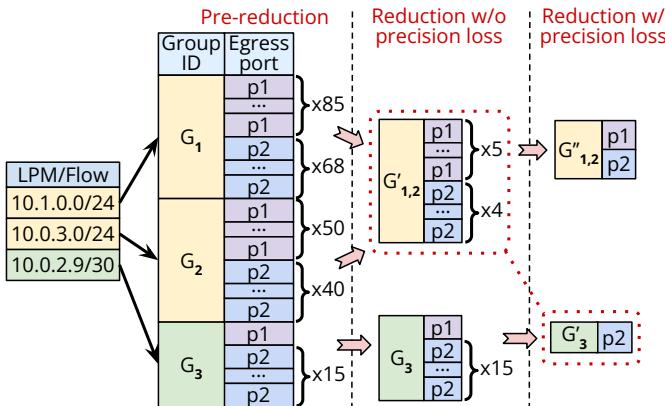 Pre-reduction
Reduction w/o
precision loss
Reduction w/
precision loss
Group
ID
Egress
port
LPM/Flow
10.1.0.0/24
10.0.3.0/24
10.0.2.9/30
G1
p1
...
p1
x85
p2
...
p2
x68
G2
p1
...
p1
x50
p2
...
p2
x40
G3
p1
p2
...
p2
x15
G'1,2
p1
...
p1
x5
p2
...
p2
x4
G3
p1
p2
...
p2
x15
G"1,2
p1
p2
G'3
p2